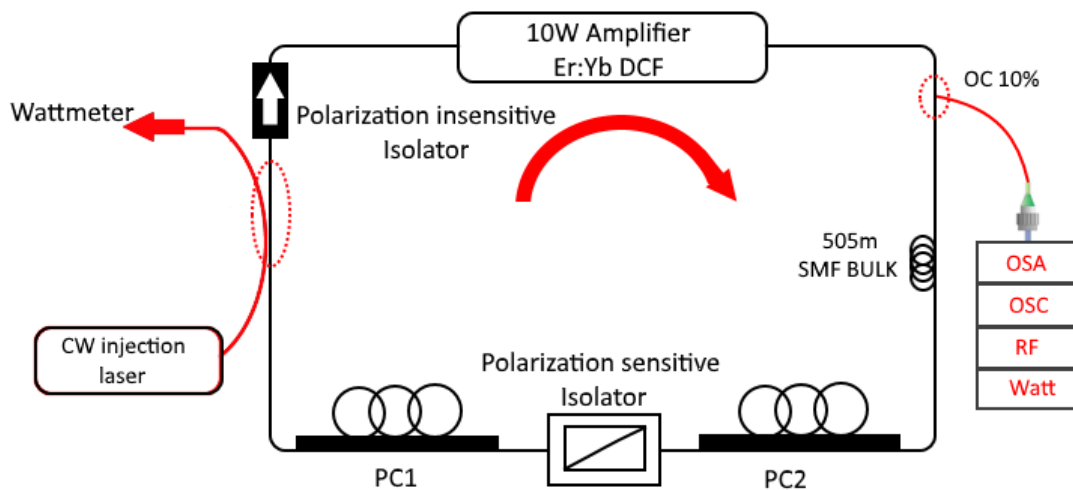 10W Amplifier
Er:Yb DCF
OC 10%
Wattmeter
Polarization insensitive
Isolator
505m
SMF BULK
OSA
OSC
RF
Watt
CW injection
laser
Polarization sensitive
Isolator
PC1
PC2